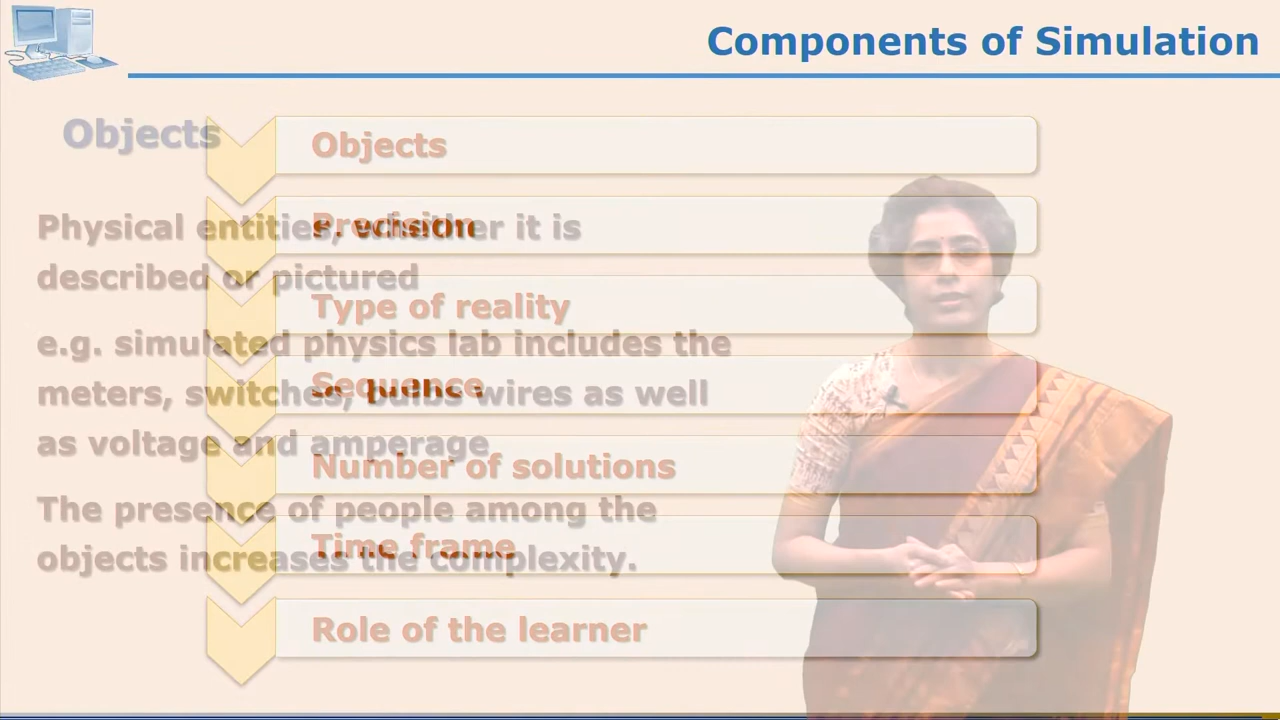 Components of Simulation
Objects
Objects
Physical entities, whether it is
Precision
described or pictured
Type of reality
e.g. simulated physics lab includes the
Sequence
meters, switches, bulbs wires as well
as voltage and amperage
Number of solutions
The presence of people among the
Time frame
objects increases the complexity.
Role of the learner